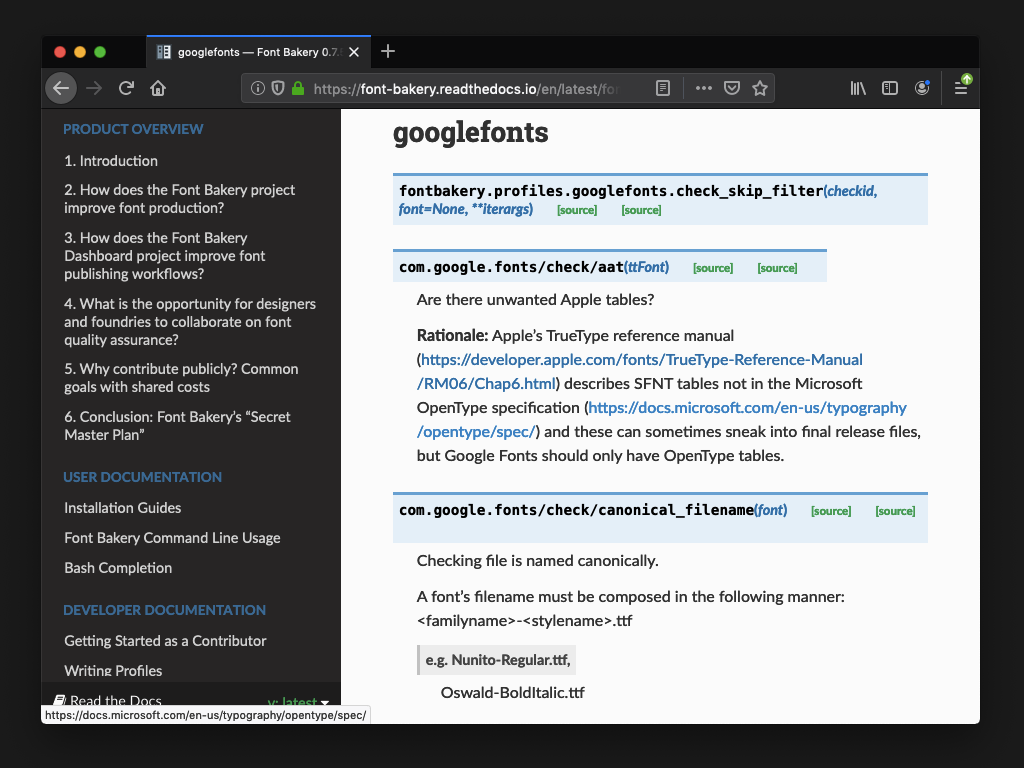 googlefonts — Font Bakery 0.7.
https://font-bakery.readthedocs.io/en/latest/fo
PRODUCT OVERVIEW
1. Introduction
2. How does the Font Bakery project
improve font production?
3. How does the Font Bakery
Dashboard project improve font
publishing workflows?
4. What is the opportunity for designers
and foundries to collaborate on font
quality assurance?
5. Why contribute publicly? Common
goals with shared costs
6. Conclusion: Font Bakery’s “Secret
Master Plan”
USER DOCUMENTATION
Installation Guides
Font Bakery Command Line Usage
Bash Completion
DEVELOPER DOCUMENTATION
Getting Started as a Contributor
Writing Profiles
Read the Docs
v: latest
https://docs.microsoft.com/en-us/typography/opentype/spec/
googlefonts
fontbakery.profiles.googlefonts.check_skip_filter(checkid,
font=None, **iterargs) [source] [source]
com.google.fonts/check/aat(ttFont) [source] [source]
Are there unwanted Apple tables?
Rationale: Apple’s TrueType reference manual
(https://developer.apple.com/fonts/TrueType-Reference-Manual
/RM06/Chap6.html) describes SFNT tables not in the Microsoft
OpenType specification (https://docs.microsoft.com/en-us/typography
/opentype/spec/) and these can sometimes sneak into final release files,
but Google Fonts should only have OpenType tables.
com.google.fonts/check/canonical_filename(font) [source] [source]
Checking file is named canonically.
A font’s filename must be composed in the following manner:
<familyname>-<stylename>.ttf
e.g. Nunito-Regular.ttf,
Oswald-BoldItalic.ttf